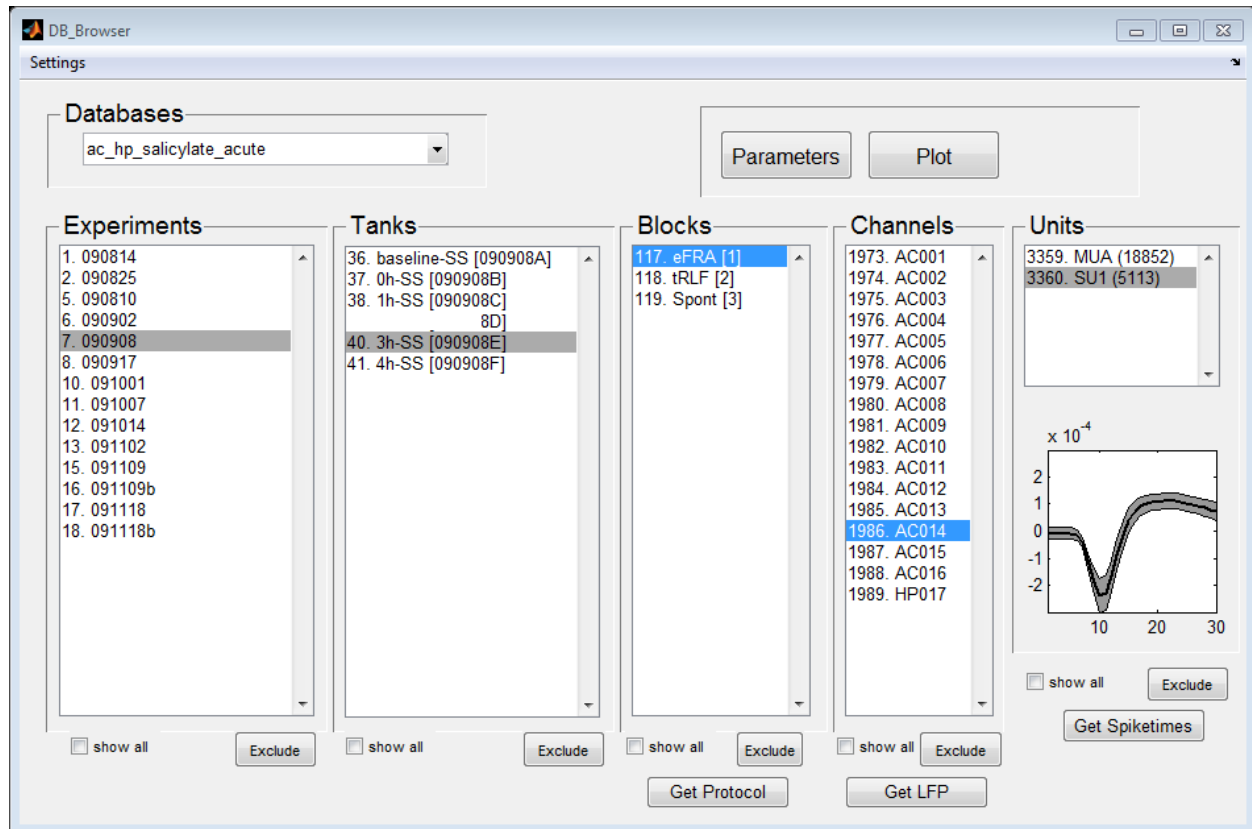 DB_Browser
Settings
Databases
ac_hp_salicylate_acute
Parameters
Plot
Experiments
1. 090814
2. 090825
5. 090810
6. 090902
7. 090908
8. 090917
10. 091001
11. 091007
12. 091014
13. 091102
15. 091109
16. 091109b
17. 091118
18. 091118b
show all
Exclude
Tanks
36. baseline-SS [090908A]
37. 0h-SS [090908B]
38. 1h-SS [090908C]
8D]
40. 3h-SS [090908E]
41. 4h-SS [090908F]
show all
Exclude
Blocks
117. eFRA [1]
118. tRLF [2]
119. Spont [3]
show all
Exclude
Get Protocol
Channels
1973. AC001
1974. AC002
1975. AC003
1976. AC004
1977. AC005
1978. AC006
1979. AC007
1980. AC008
1981. AC009
1982. AC010
1983. AC011
1984. AC012
1985. AC013
1986. AC014
1987. AC015
1988. AC016
1989. HP017
show all
Exclude
Get LFP
Units
3359. MUA (18852)
3360. SU1 (5113)
x 10-4
2
1
0
-1
-2
10 20 30
show all
Exclude
Get Spiketimes